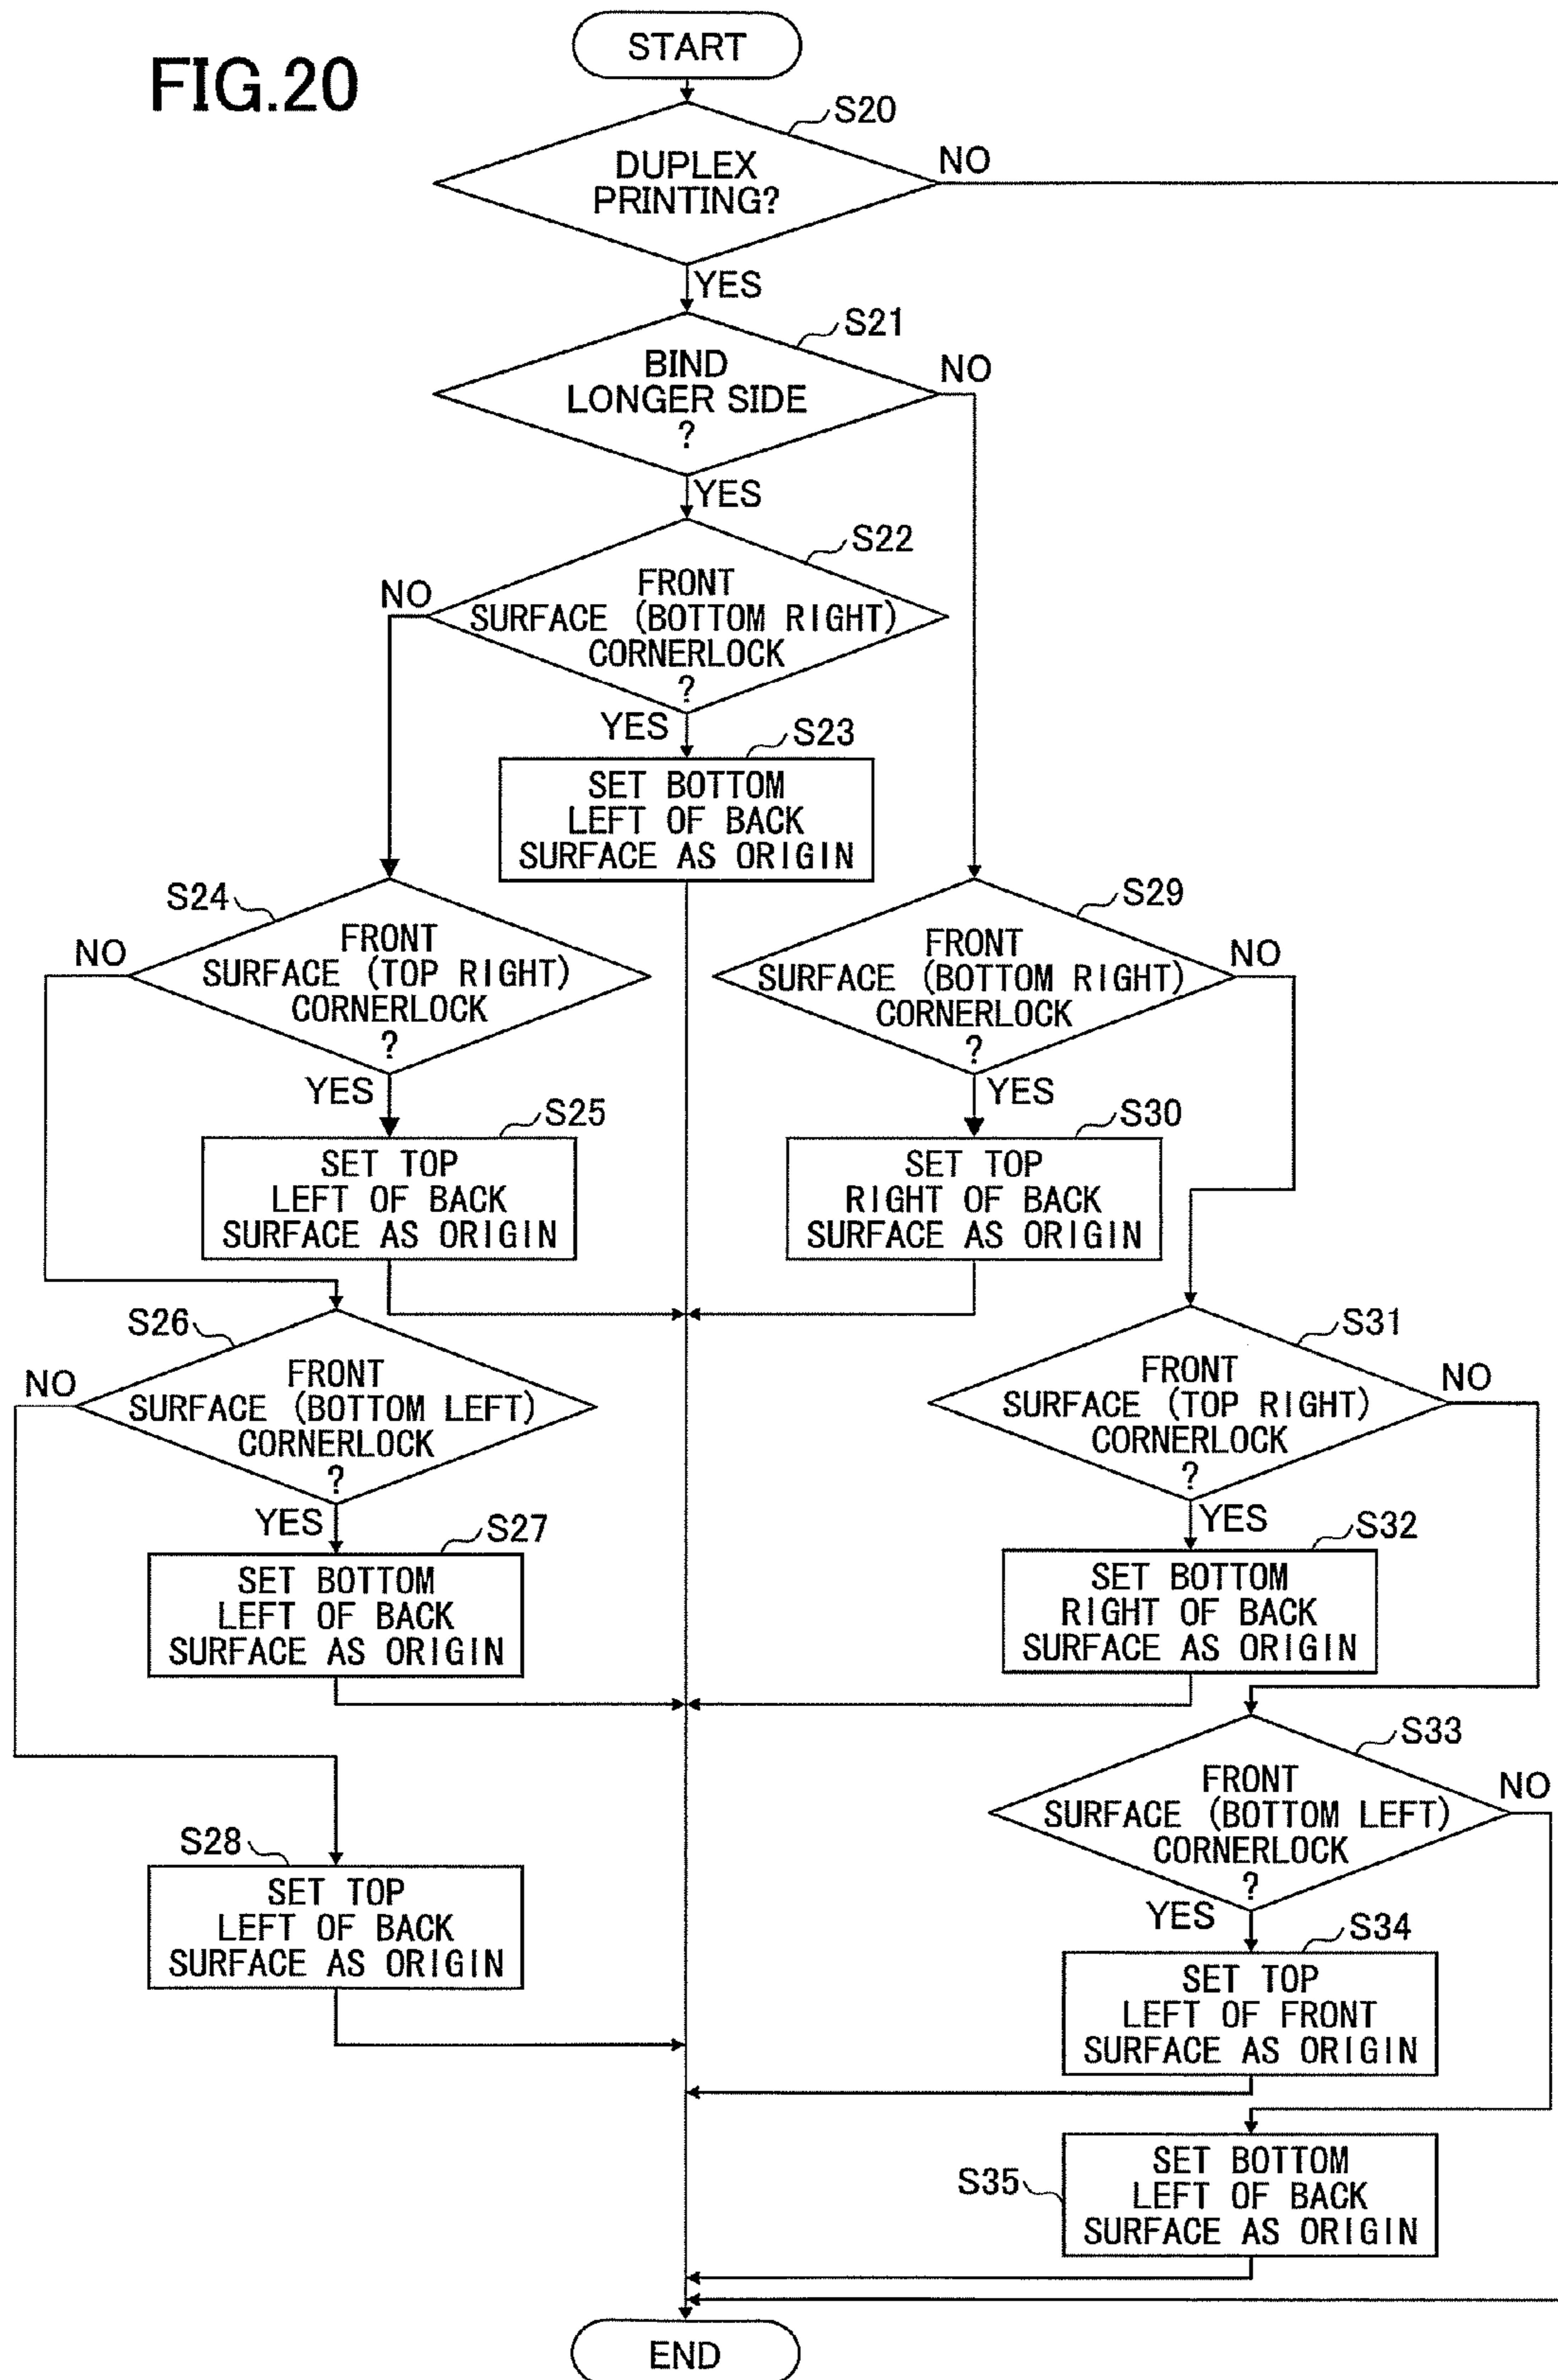 FIG.20
START
S20
DUPLEX
PRINTING?
NO
YES
S21
BIND
LONGER SIDE
?
NO
YES
S22
FRONT
SURFACE (BOTTOM RIGHT)
CORNERLOCK
?
NO
YES
S23
SET BOTTOM
LEFT OF BACK
SURFACE AS ORIGIN
S24
FRONT
SURFACE (TOP RIGHT)
CORNERLOCK
?
NO
YES
S25
SET TOP
LEFT OF BACK
SURFACE AS ORIGIN
S29
FRONT
SURFACE (BOTTOM RIGHT)
CORNERLOCK
?
NO
YES
S30
SET TOP
RIGHT OF BACK
SURFACE AS ORIGIN
S26
FRONT
SURFACE (BOTTOM LEFT)
CORNERLOCK
?
NO
YES
S27
SET BOTTOM
LEFT OF BACK
SURFACE AS ORIGIN
S31
FRONT
SURFACE (TOP RIGHT)
CORNERLOCK
?
NO
YES
S32
SET BOTTOM
RIGHT OF BACK
SURFACE AS ORIGIN
S28
SET TOP
LEFT OF BACK
SURFACE AS ORIGIN
S33
FRONT
SURFACE (BOTTOM LEFT)
CORNERLOCK
?
NO
YES
S34
SET TOP
LEFT OF FRONT
SURFACE AS ORIGIN
S35
SET BOTTOM
LEFT OF BACK
SURFACE AS ORIGIN
END